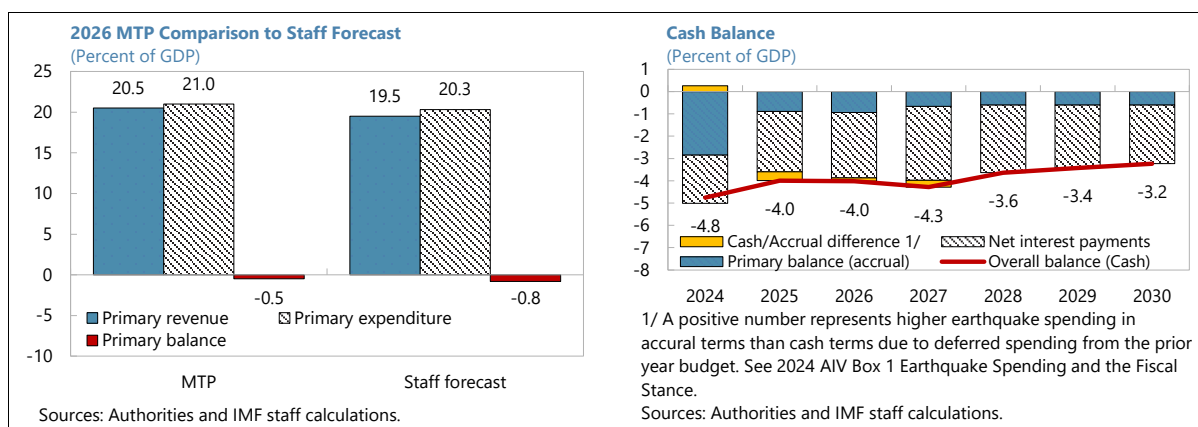 2026 MTP Comparison to Staff Forecast
(Percent of GDP)
25
20
15
10
5
0
-5
-10
20.5
21.0
-0.5
19.5
20.3
-0.8
Primary revenue
Primary expenditure
Primary balance
MTP
Staff forecast
Sources: Authorities and IMF staff calculations.
Cash Balance
(Percent of GDP)
1
0
-1
-2
-3
-4
-5
-6
-7
-8
-4.8
-4.0
-4.0
-4.3
-3.6
-3.4
-3.2
Cash/Accrual difference 1/
Net interest payments
Primary balance (accrual)
Overall balance (Cash)
2024
2025
2026
2027
2028
2029
2030
1/ A positive number represents higher earthquake spending in
accural terms than cash terms due to deferred spending from the prior
year budget. See 2024 AIV Box 1 Earthquake Spending and the Fiscal
Stance.
Sources: Authorities and IMF staff calculations.